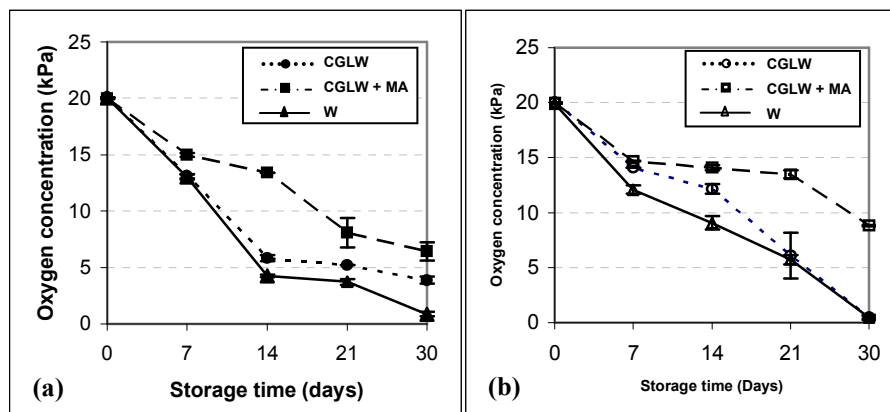 25
20
15
10
5
0
Oxygen concentration (kPa)
CGLW
CGLW + MA
W
0 7 14 21 30
Storage time (days)
(a)
25
20
15
10
5
0
Oxygen concentration (kPa)
CGLW
CGLW + MA
W
0 7 14 21 30
Storage time (Days)
(b)